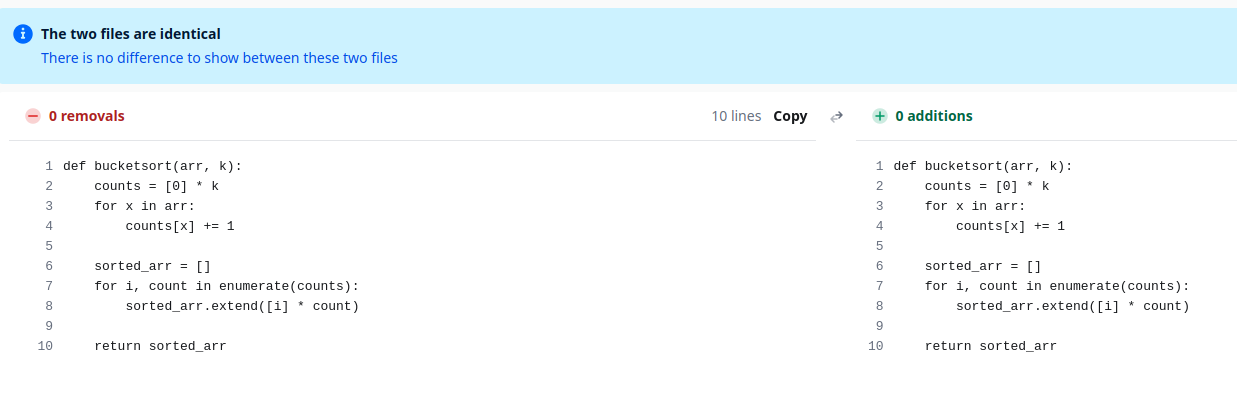 The two files are identical
There is no difference to show between these two files
0 removals
10 lines Copy
1 def bucketsort(arr, k):
2     counts = [0] * k
3     for x in arr:
4         counts[x] += 1
5
6     sorted_arr = []
7     for i, count in enumerate(counts):
8         sorted_arr.extend([i] * count)
9
10     return sorted_arr
0 additions
1 def bucketsort(arr, k):
2     counts = [0] * k
3     for x in arr:
4         counts[x] += 1
5
6     sorted_arr = []
7     for i, count in enumerate(counts):
8         sorted_arr.extend([i] * count)
9
10     return sorted_arr